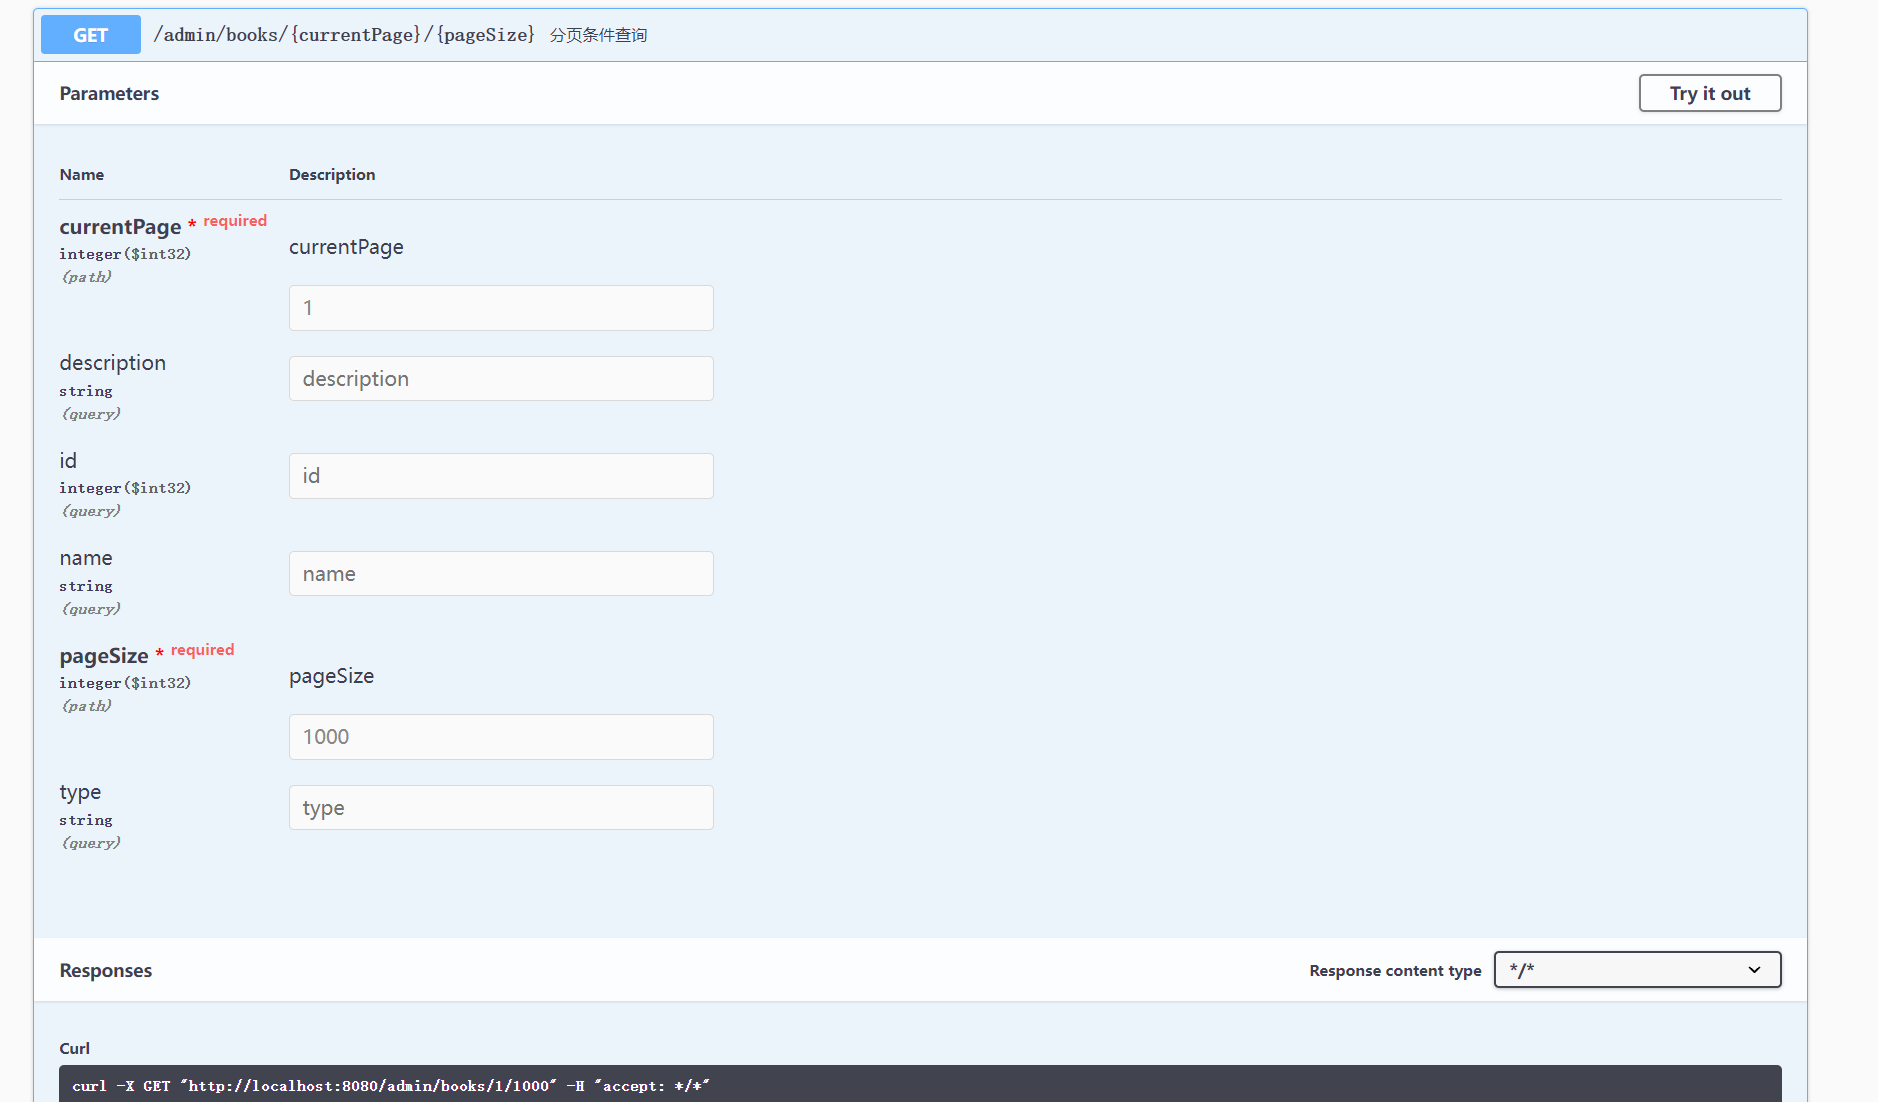 GET /admin/books/{currentPage}/{pageSize} 分页条件查询
Parameters
Try it out
Name Description
currentPage * required
integer($int32)
(path)
currentPage
1
description
string
(query)
description
id
integer($int32)
(query)
id
name
string
(query)
name
pageSize * required
integer($int32)
(path)
pageSize
1000
type
string
(query)
type
Responses
Response content type */*
Curl
curl -X GET "http://localhost:8080/admin/books/1/1000" -H "accept: */*"